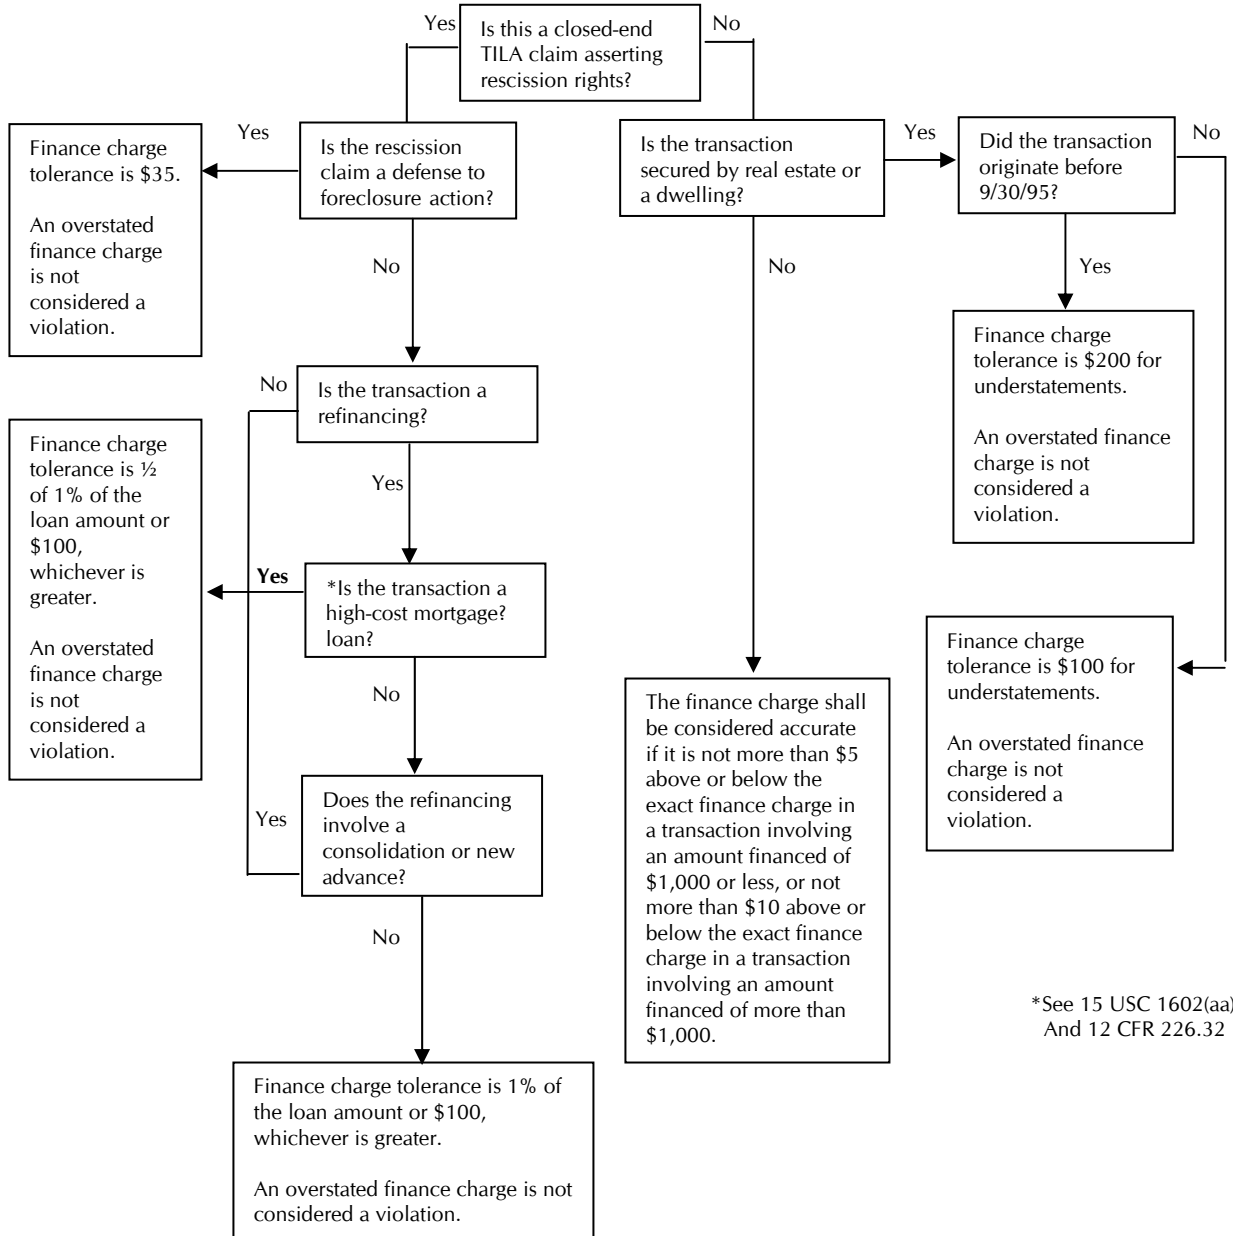 Yes
Is this a closed-end
TILA claim asserting
rescission rights?
No
Yes
Finance charge
tolerance is $35.
An overstated
finance charge
is not
considered a
violation.
Is the rescission
claim a defense to
foreclosure action?
No
Is the transaction
secured by real estate or
a dwelling?
Yes
No
Did the transaction
originate before
9/30/95?
No
Yes
Finance charge
tolerance is $200 for
understatements.
An overstated finance
charge is not
considered a
violation.
No
Is the transaction a
refinancing?
Yes
Finance charge
tolerance is ½
of 1% of the
loan amount or
$100,
whichever is
greater.
An overstated
finance charge
is not
considered a
violation.
Yes
*Is the transaction a
high-cost mortgage?
loan?
No
Finance charge
tolerance is $100 for
understatements.
An overstated finance
charge is not
considered a
violation.
The finance charge shall
be considered accurate
if it is not more than $5
above or below the
exact finance charge in
a transaction involving
an amount financed of
$1,000 or less, or not
more than $10 above or
below the exact finance
charge in a transaction
involving an amount
financed of more than
$1,000.
Yes
Does the refinancing
involve a
consolidation or new
advance?
No
*See 15 USC 1602(aa)
And 12 CFR 226.32
Finance charge tolerance is 1% of
the loan amount or $100,
whichever is greater.
An overstated finance charge is not
considered a violation.